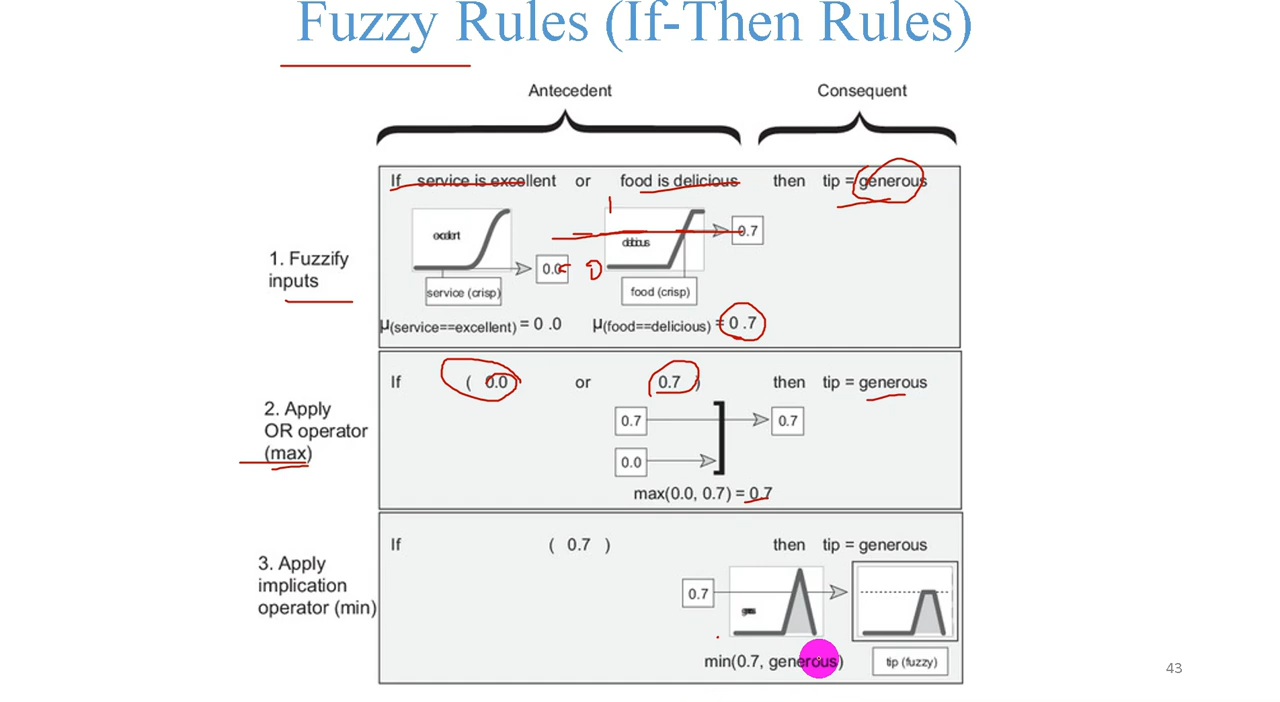 Fuzzy Rules (If-Then Rules)
Antecedent Consequent
If service is excellent or food is delicious then tip = generous
excellent
delicious
0.7
0.0
1
0
service (crisp)
food (crisp)
1. Fuzzify
inputs
μ(service==excellent) = 0 .0 μ(food==delicious) = 0 .7
If ( 0.0 or 0.7 ) then tip = generous
2. Apply
OR operator
(max)
0.7 0.7
0.0
max(0.0, 0.7) = 0.7
If ( 0.7 ) then tip = generous
3. Apply
implication
operator (min)
0.7
min(0.7, generous)
tip (fuzzy)
43